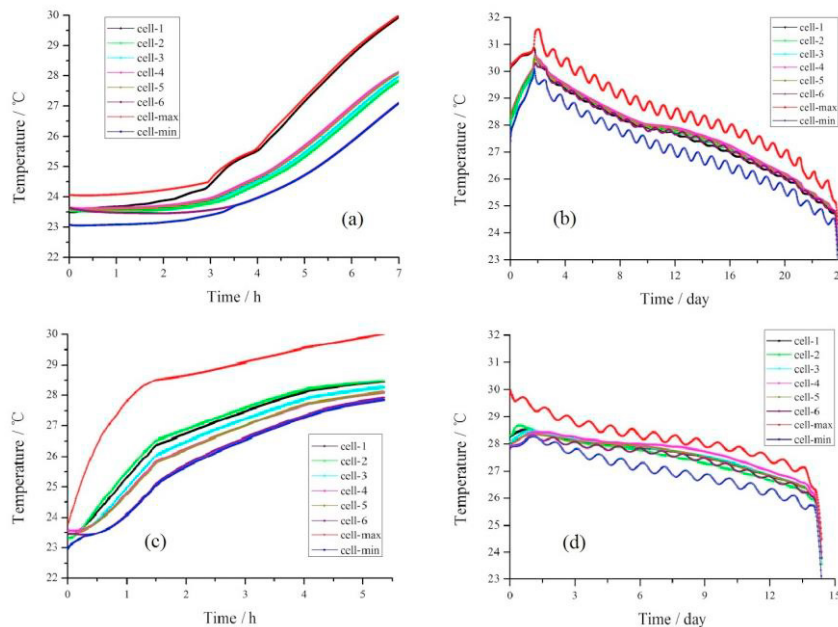 30
29
28
27
26
25
24
23
22
Temperature / ℃
cell-1
cell-2
cell-3
cell-4
cell-5
cell-6
cell-max
cell-min
(a)
0 1 2 3 4 5 6 7
Time / h
32
31
30
29
28
27
26
25
24
23
Temperature / ℃
cell-1
cell-2
cell-3
cell-4
cell-5
cell-6
cell-max
cell-min
(b)
0 4 8 12 16 20
Time / day
30
29
28
27
26
25
24
23
22
Temperature / ℃
cell-1
cell-2
cell-3
cell-4
cell-5
cell-6
cell-max
cell-min
(c)
0 1 2 3 4 5
Time / h
32
31
30
29
28
27
26
25
24
23
Temperature / ℃
cell-1
cell-2
cell-3
cell-4
cell-5
cell-6
cell-max
cell-min
(d)
0 3 6 9 12 15
Time / day